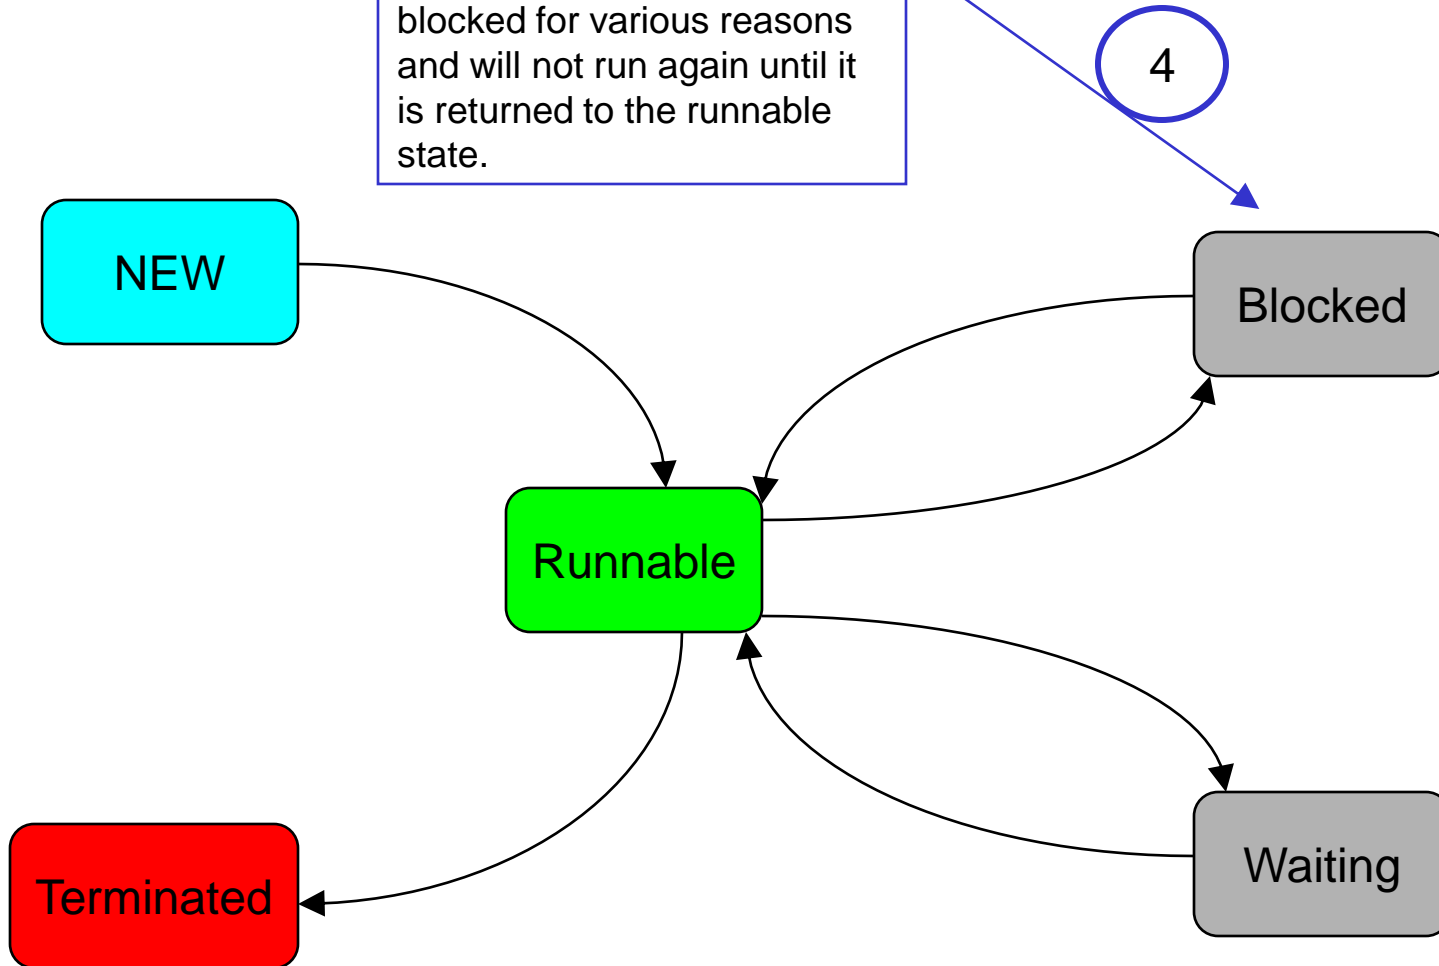 blocked for various reasons
and will not run again until it
is returned to the runnable
state.
4
NEW
Blocked
Runnable
Terminated
Waiting